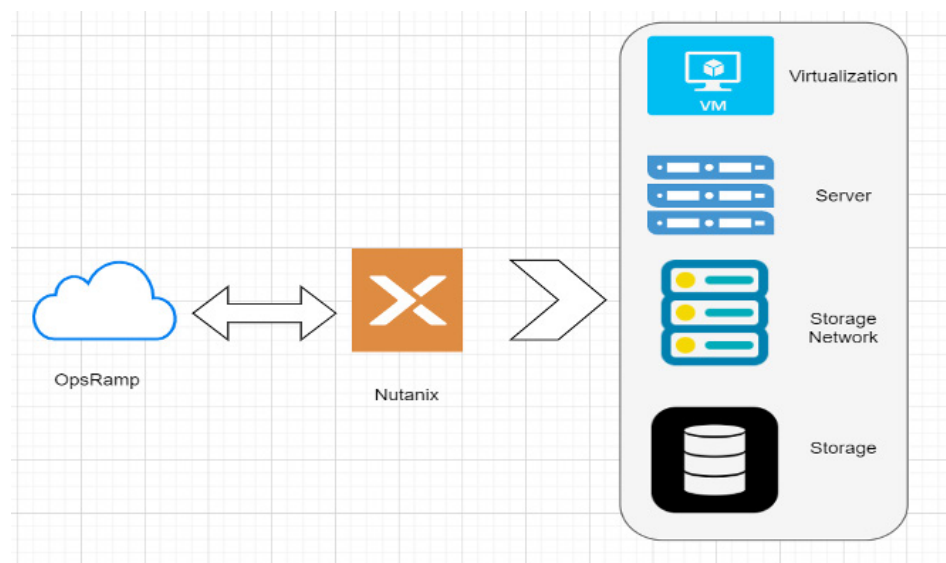 VM
Virtualization
Server
Storage
Network
Storage
OpsRamp
Nutanix